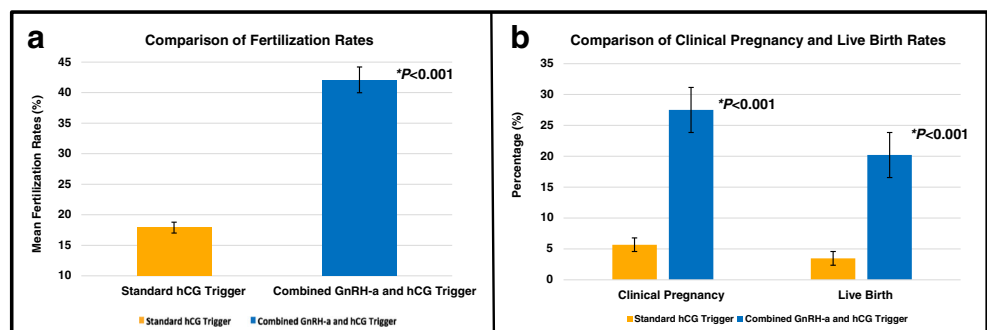 a
Comparison of Fertilization Rates
Mean Fertilization Rates (%)
45
40
35
30
25
20
15
10
*P<0.001
Standard hCG Trigger
Combined GnRH-a and hCG Trigger
Standard hCG Trigger
Combined GnRH-a and hCG Trigger
b
Comparison of Clinical Pregnancy and Live Birth Rates
Percentage (%)
35
30
25
20
15
10
5
0
*P<0.001
*P<0.001
Clinical Pregnancy
Live Birth
Standard hCG Trigger
Combined GnRH-a and hCG Trigger